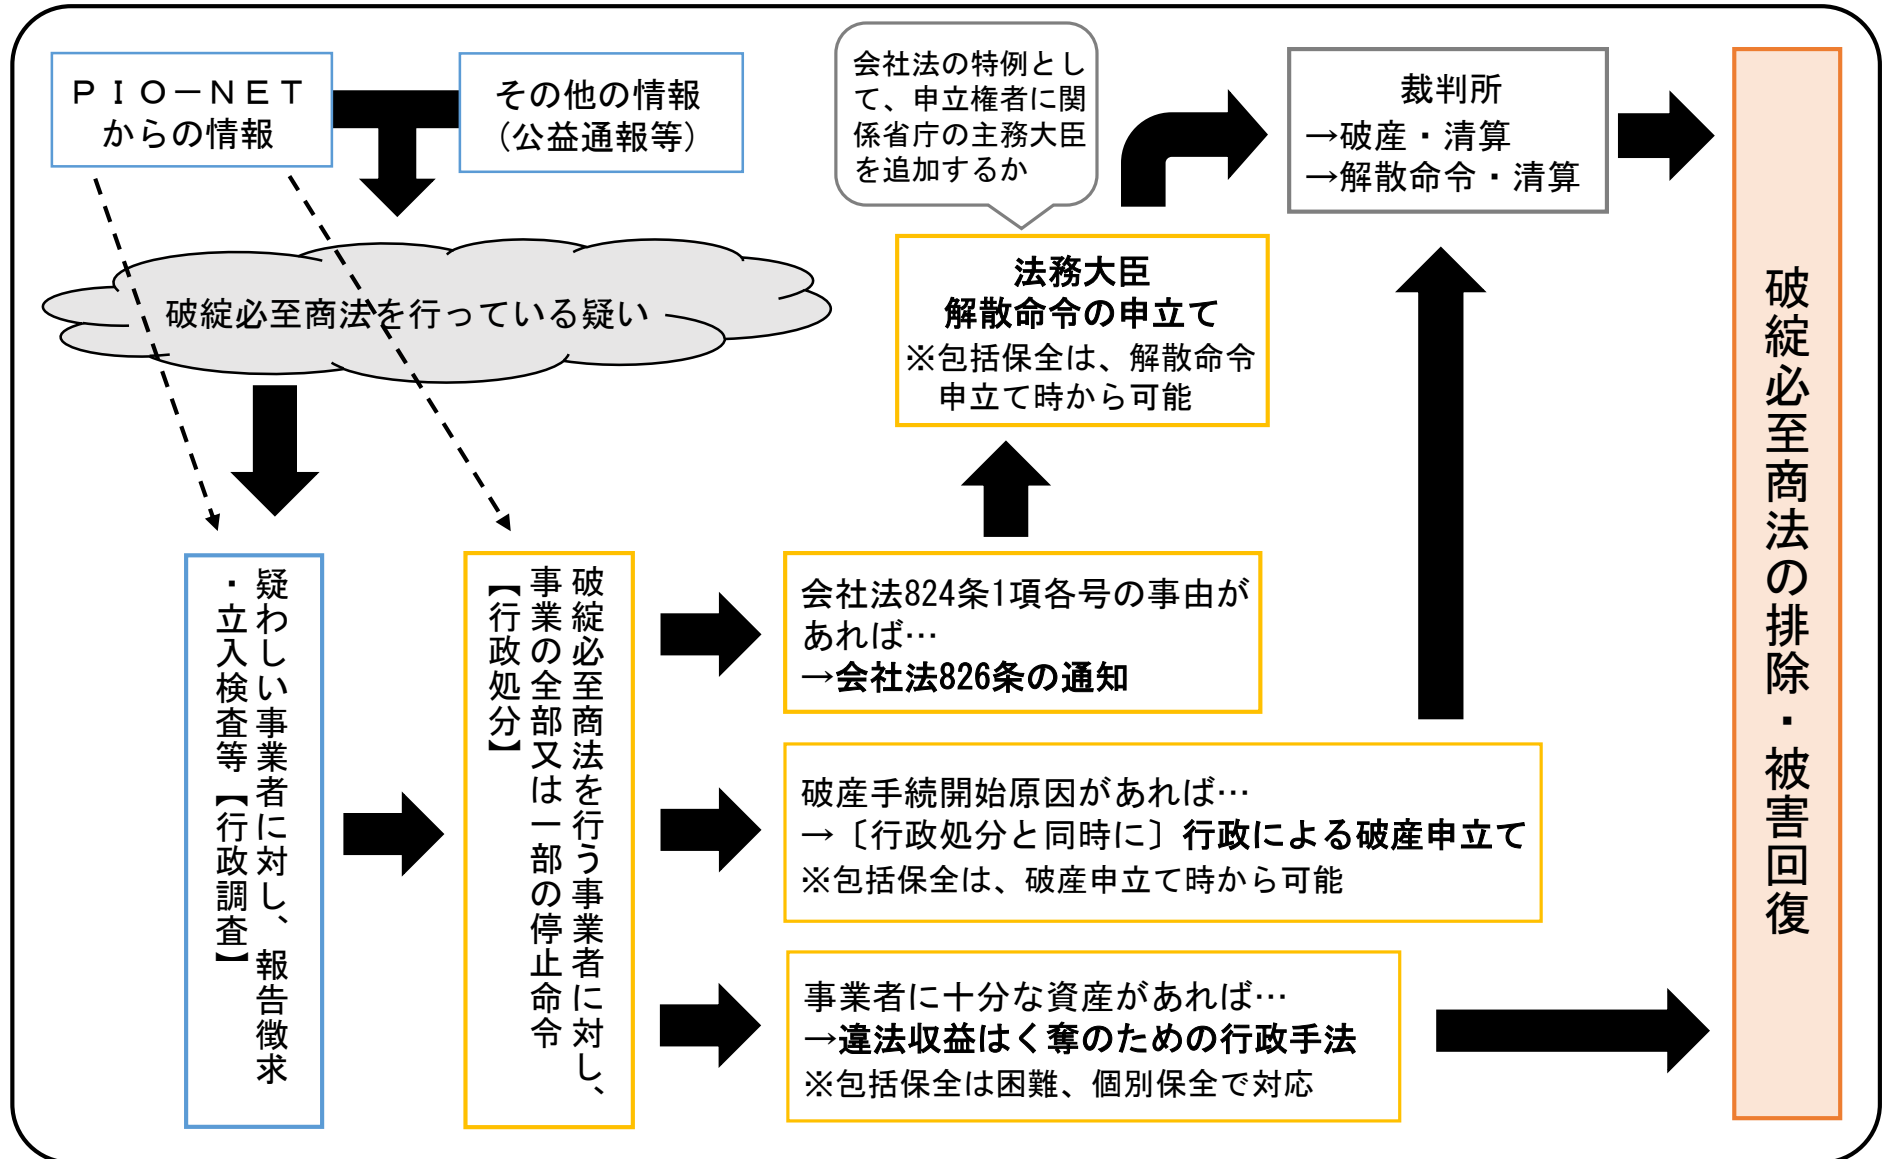 ＰＩＯ－ＮＥＴ
からの情報
その他の情報
（公益通報等）
会社法の特例とし
て、申立権者に関
係省庁の主務大臣
を追加するか
裁判所
→破産・清算
→解散命令・清算
破綻必至商法を行っている疑い
法務大臣
解散命令の申立て
※包括保全は、解散命令
申立て時から可能
疑わしい事業者に対し、報告徴求
・立入検査等【行政調査】
破綻必至商法を行う事業者に対し、
事業の全部又は一部の停止命令
【行政処分】
会社法824条1項各号の事由が
あれば…
→会社法826条の通知
破産手続開始原因があれば…
→〔行政処分と同時に〕行政による破産申立て
※包括保全は、破産申立て時から可能
事業者に十分な資産があれば…
→違法収益はく奪のための行政手法
※包括保全は困難、個別保全で対応
破綻必至商法の排除・被害回復